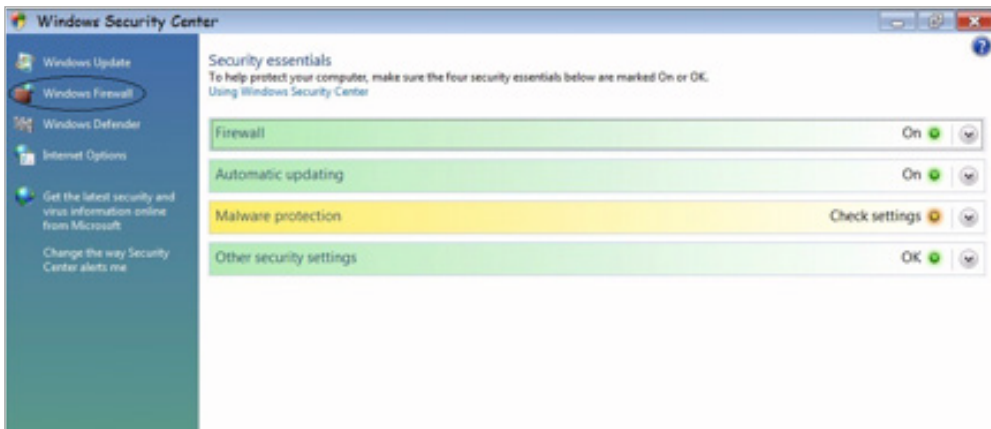 Windows Security Center
Windows Update
Windows Firewall
Windows Defender
Internet Options
Get the latest security and
virus information online
from Microsoft
Change the way Security
Center alerts me
Security essentials
To help protect your computer, make sure the four security essentials below are marked On or OK.
Using Windows Security Center
Firewall On
Automatic updating On
Malware protection Check settings
Other security settings OK